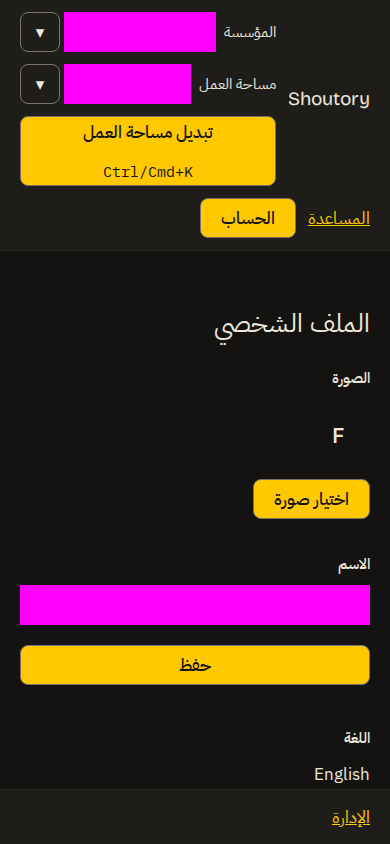 Shoutory
المؤسسة
▼
مساحة العمل
▼
تبديل مساحة العمل
Ctrl/Cmd+K
المساعدة
الحساب
الملف الشخصي
الصورة
F
اختيار صورة
الاسم
حفظ
اللغة
English
الإدارة